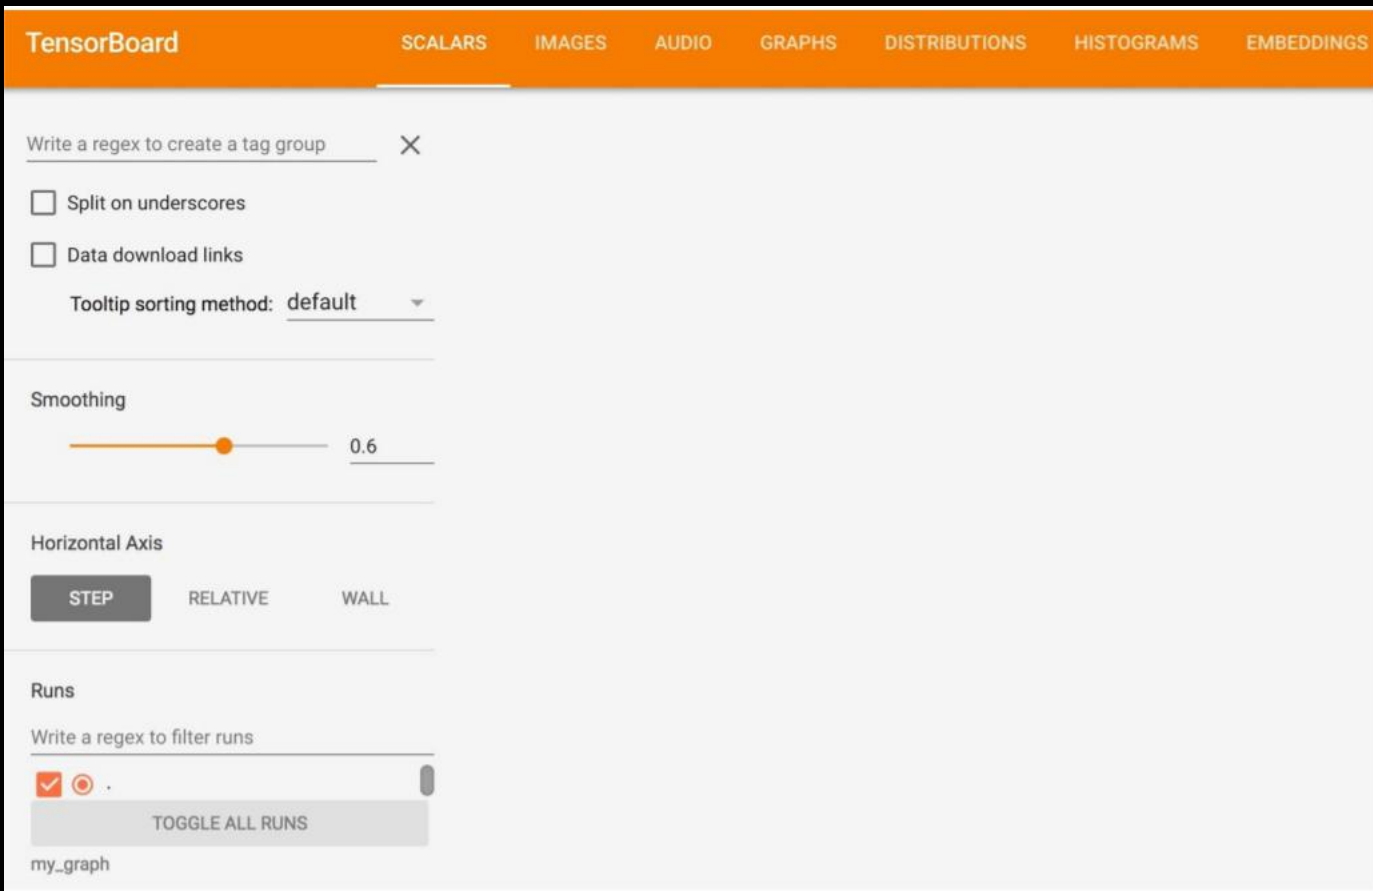 TensorBoard SCALARS IMAGES AUDIO GRAPHS DISTRIBUTIONS HISTOGRAMS EMBEDDINGS
Write a regex to create a tag group
Split on underscores
Data download links
Tooltip sorting method: default
Smoothing
0.6
Horizontal Axis
STEP RELATIVE WALL
Runs
Write a regex to filter runs
.
TOGGLE ALL RUNS
my_graph